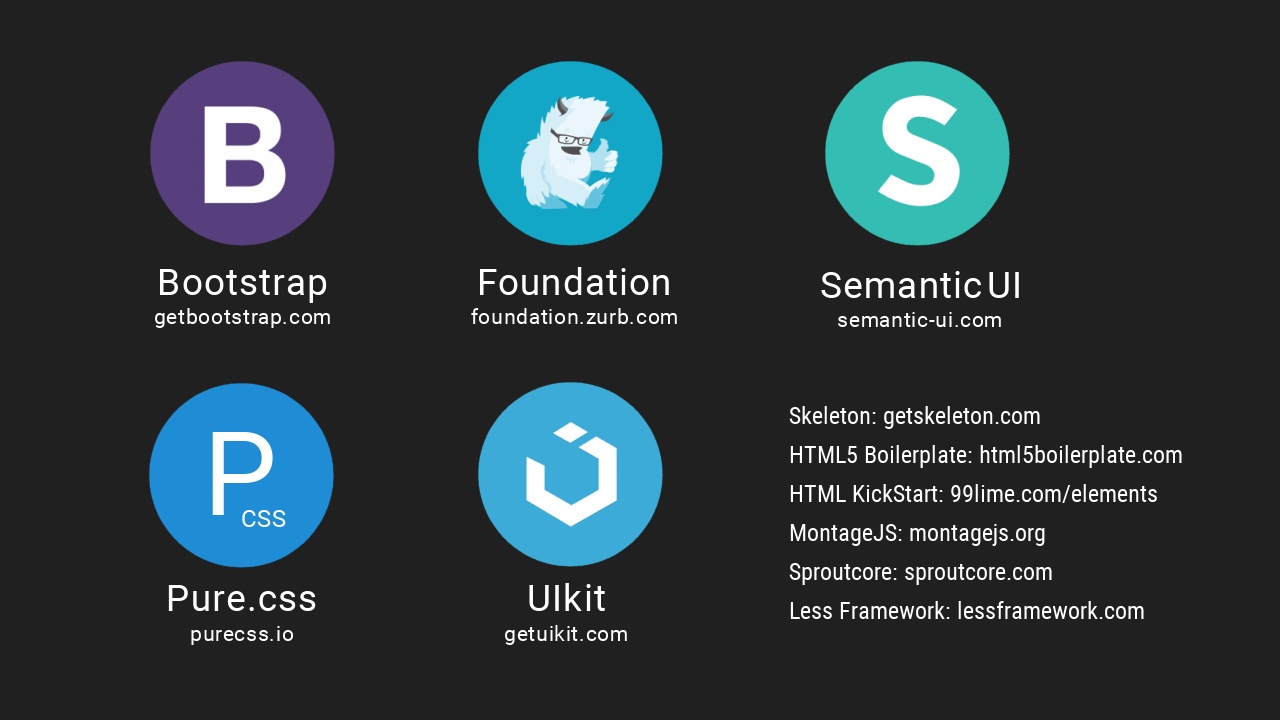 B
S
Bootstrap
getbootstrap.com
Foundation
foundation.zurb.com
Semantic UI
semantic-ui.com
P
CSS
Pure.css
purecss.io
UIkit
getuikit.com
Skeleton: getskeleton.com
HTML5 Boilerplate: html5boilerplate.com
HTML KickStart: 99lime.com/elements
MontageJS: montagejs.org
Sproutcore: sproutcore.com
Less Framework: lessframework.com